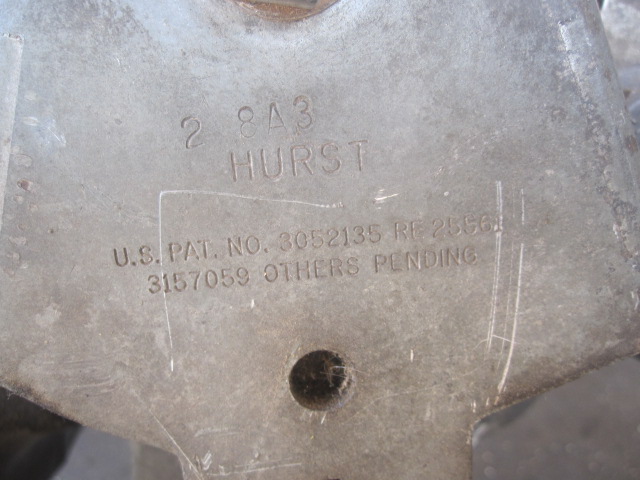 2 8A3
HURST
U.S. PAT. NO. 3052135 RE 2556
3157059 OTHERS PENDING